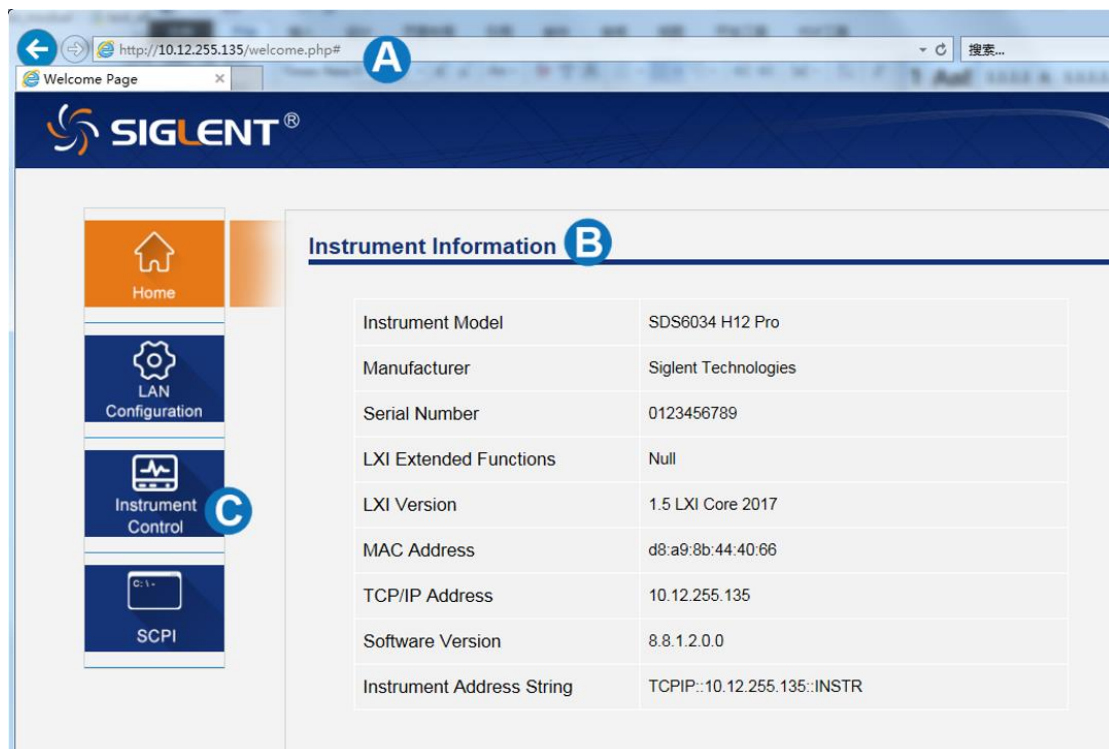 http://10.12.255.135/welcome.php#
A
搜索...
Welcome Page
SIGLENT®
Home
LAN
Configuration
Instrument
Control
C
C:\-
SCPI
Instrument Information B
Instrument Model SDS6034 H12 Pro
Manufacturer Siglent Technologies
Serial Number 0123456789
LXI Extended Functions Null
LXI Version 1.5 LXI Core 2017
MAC Address d8:a9:8b:44:40:66
TCP/IP Address 10.12.255.135
Software Version 8.8.1.2.0.0
Instrument Address String TCPIP::10.12.255.135::INSTR